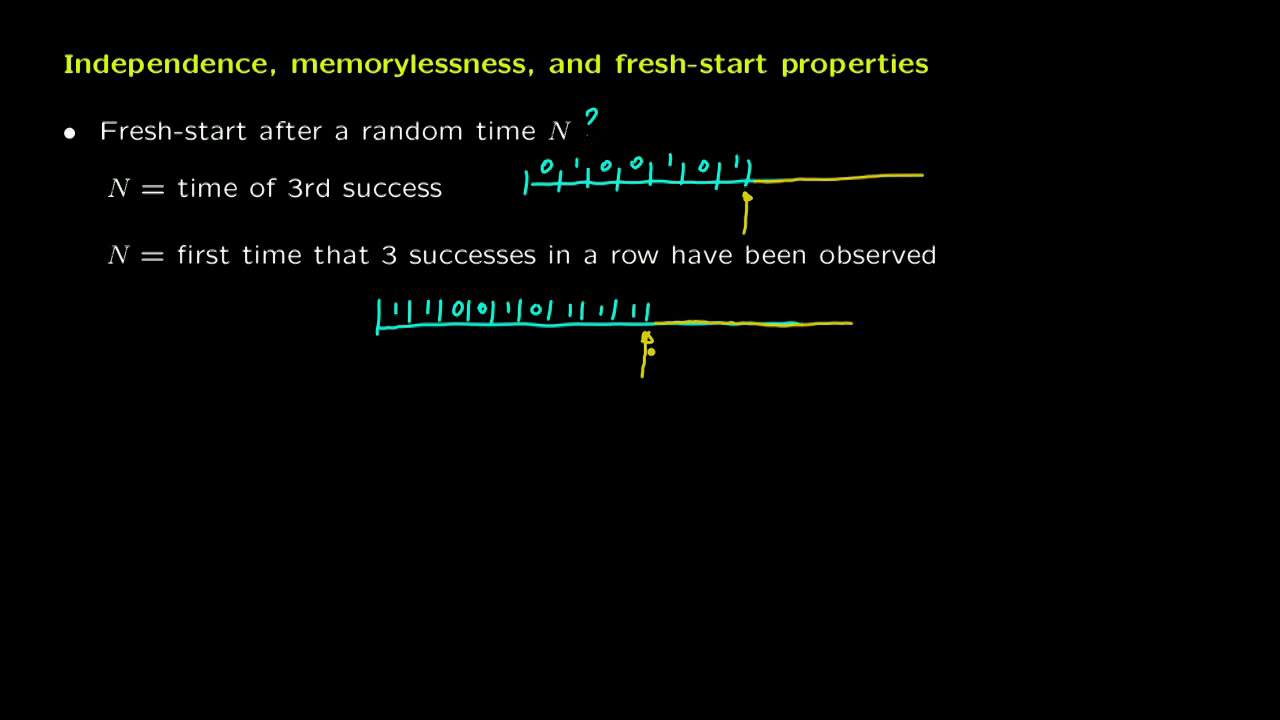 Independence, memorylessness, and fresh-start properties
• Fresh-start after a random time N ?
0 1 0 0 1 0 1
N = time of 3rd success
N = first time that 3 successes in a row have been observed
1 1 0 0 1 0 1 1 1